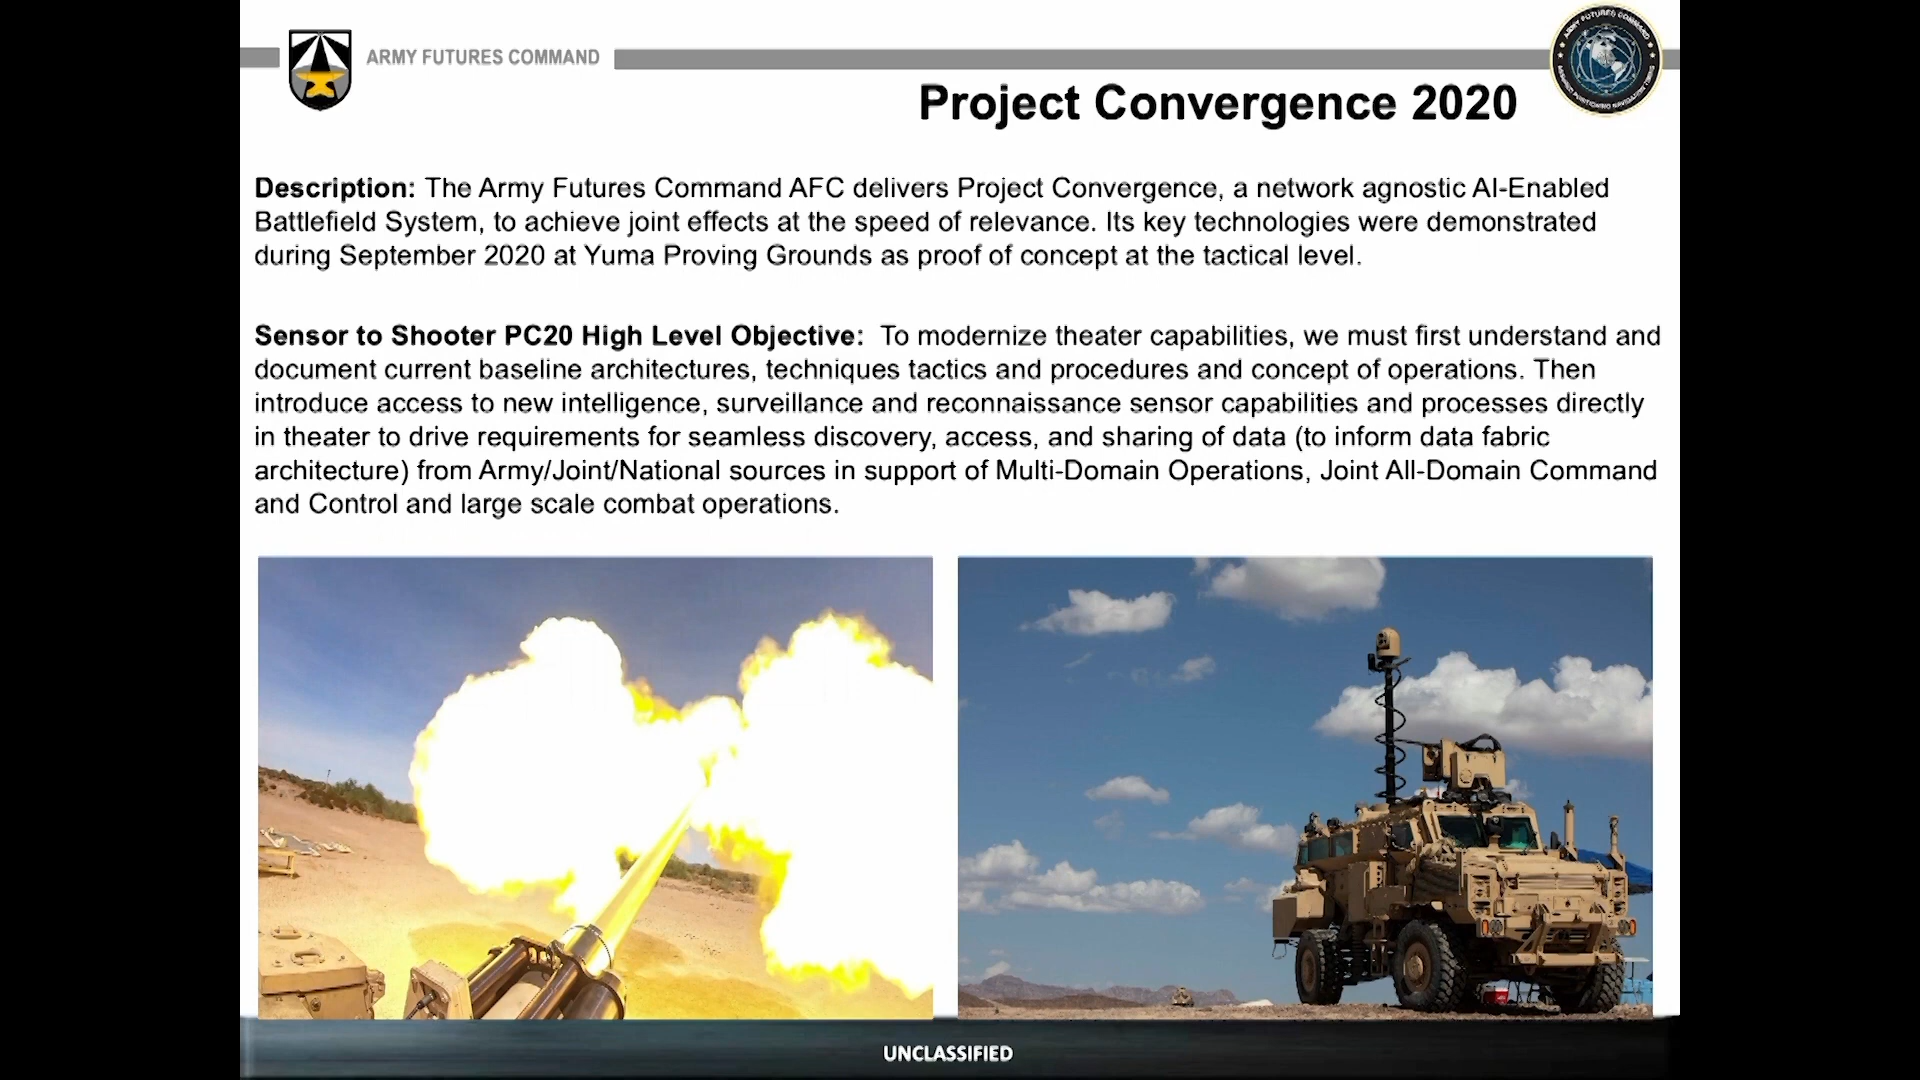 ARMY FUTURES COMMAND
Project Convergence 2020
Description: The Army Futures Command AFC delivers Project Convergence, a network agnostic AI-Enabled
Battlefield System, to achieve joint effects at the speed of relevance. Its key technologies were demonstrated
during September 2020 at Yuma Proving Grounds as proof of concept at the tactical level.
Sensor to Shooter PC20 High Level Objective: To modernize theater capabilities, we must first understand and
document current baseline architectures, techniques tactics and procedures and concept of operations. Then
introduce access to new intelligence, surveillance and reconnaissance sensor capabilities and processes directly
in theater to drive requirements for seamless discovery, access, and sharing of data (to inform data fabric
architecture) from Army/Joint/National sources in support of Multi-Domain Operations, Joint All-Domain Command
and Control and large scale combat operations.
UNCLASSIFIED